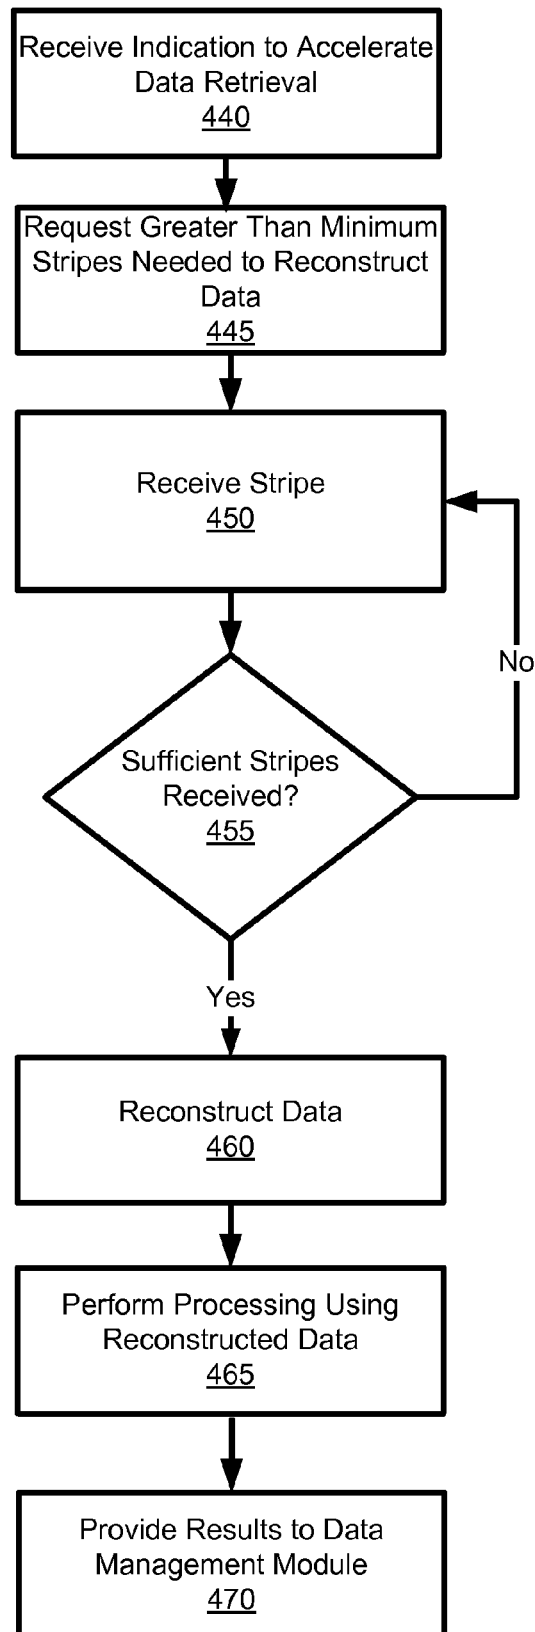 Receive Indication to Accelerate
Data Retrieval
440
Request Greater Than Minimum
Stripes Needed to Reconstruct
Data
445
Receive Stripe
450
No
Sufficient Stripes
Received?
455
Yes
Reconstruct Data
460
Perform Processing Using
Reconstructed Data
465
Provide Results to Data
Management Module
470